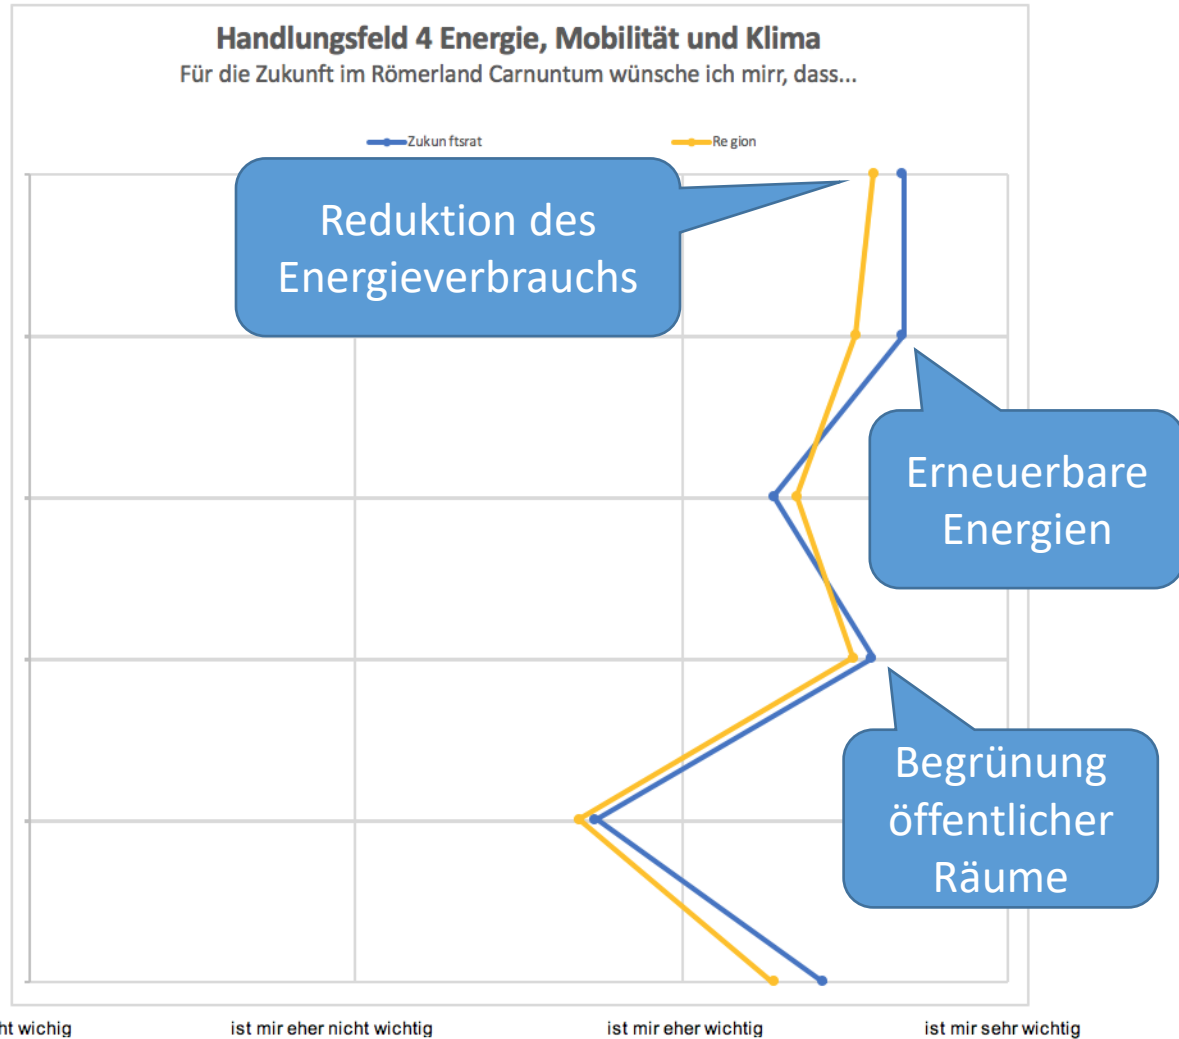 Handlungsfeld 4 Energie, Mobilität und Klima
Für die Zukunft im Römerland Carnuntum wünsche ich mirr, dass...
Zukun ftsrat
Re gion
Reduktion des
Energieverbrauchs
Erneuerbare
Energien
Begrünung
öffentlicher
Räume
ht wichig
ist mir eher nicht wichtig
ist mir eher wichtig
ist mir sehr wichtig